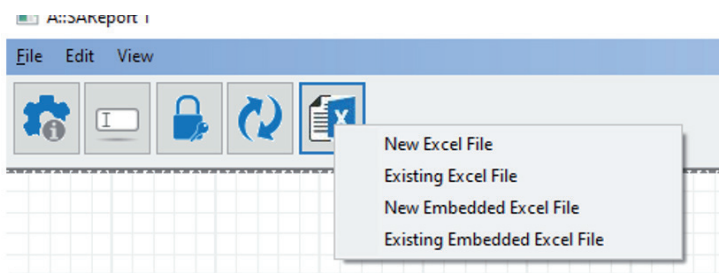 A::SAReport 1
File Edit View
New Excel File
Existing Excel File
New Embedded Excel File
Existing Embedded Excel File